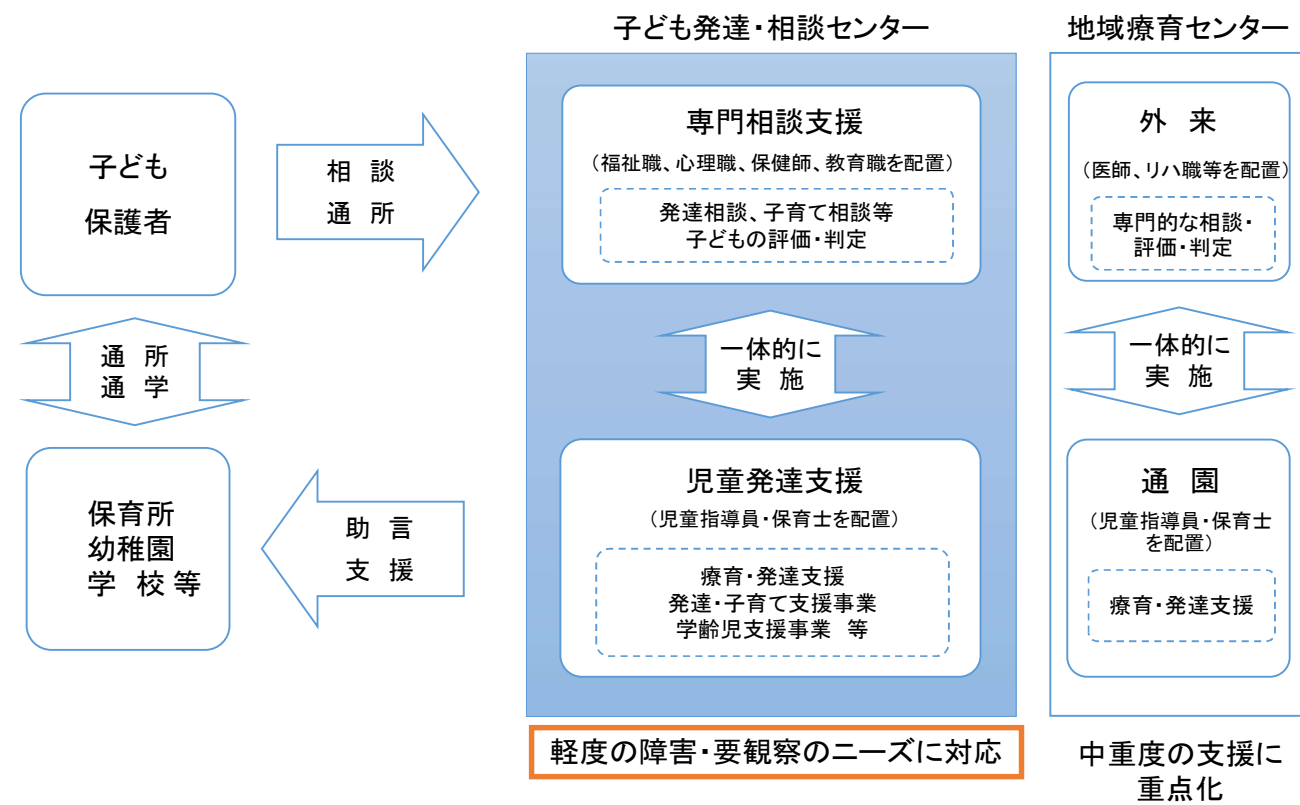 子ども発達・相談センター
地域療育センター
子ども
保護者
相 談
通 所
専門相談支援
(福祉職、心理職、保健師、教育職を配置)
発達相談、子育て相談等
子どもの評価・判定
外 来
(医師、リハ職等を配置)
専門的な相談・
評価・判定
通 所
通 学
一体的に
実 施
一体的に
実 施
保育所
幼稚園
学 校 等
助 言
支 援
児童発達支援
(児童指導員・保育士を配置)
療育・発達支援
発達・子育て支援事業
学齢児支援事業 等
通 園
(児童指導員・保育士
を配置)
療育・発達支援
軽度の障害・要観察のニーズに対応
中重度の支援に
重点化